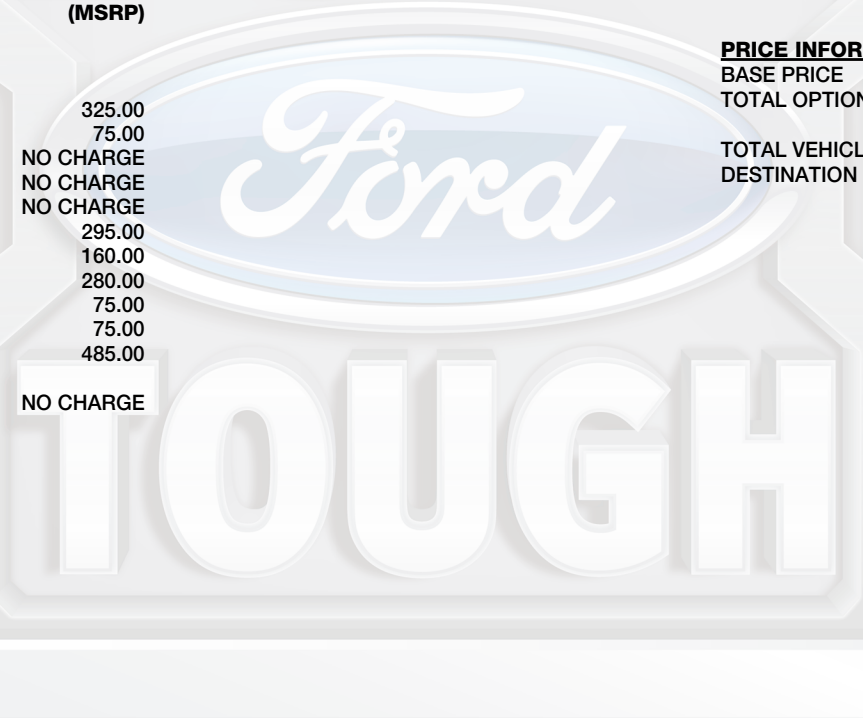 (MSRP)
325.00
75.00
NO CHARGE
NO CHARGE
NO CHARGE
295.00
160.00
280.00
75.00
75.00
485.00
NO CHARGE
PRICE INFOR
BASE PRICE
TOTAL OPTION
TOTAL VEHICL
DESTINATION
Ford
TOUGH